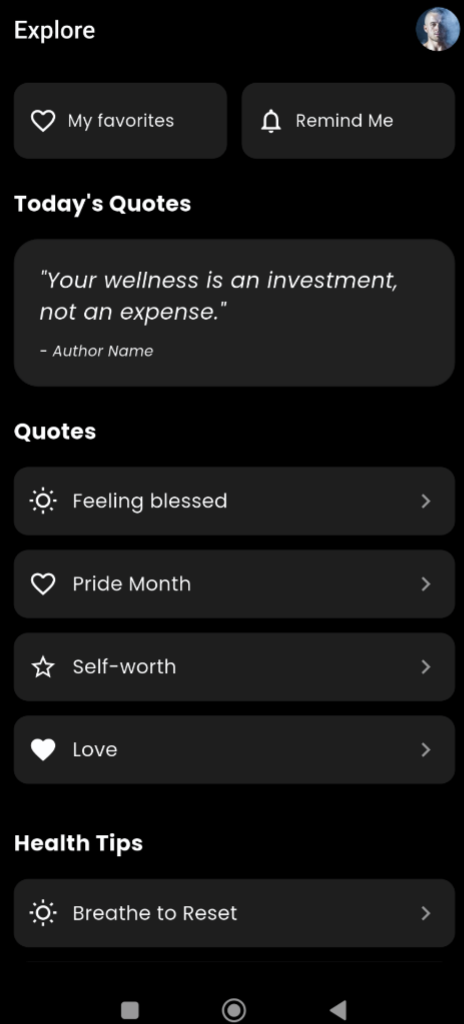 Explore
My favorites
Remind Me
Today's Quotes
"Your wellness is an investment,
not an expense."
- Author Name
Quotes
Feeling blessed
Pride Month
Self-worth
Love
Health Tips
Breathe to Reset